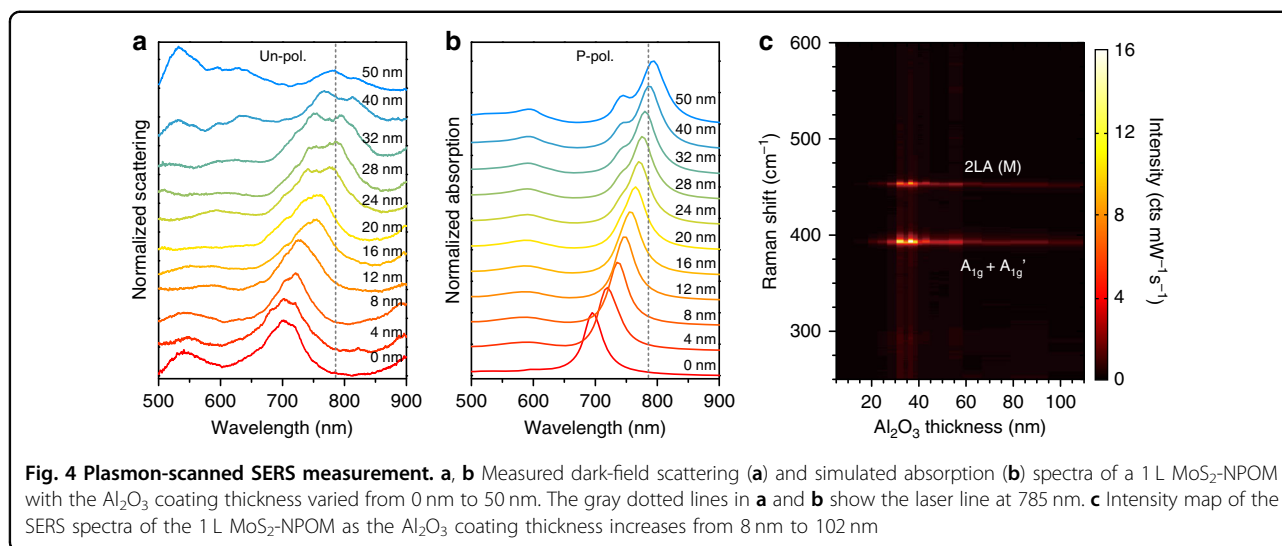 a
Un-pol.
Normalized scattering
50 nm
40 nm
32 nm
28 nm
24 nm
20 nm
16 nm
12 nm
8 nm
4 nm
0 nm
500 600 700 800 900
Wavelength (nm)
b
P-pol.
Normalized absorption
50 nm
40 nm
32 nm
28 nm
24 nm
20 nm
16 nm
12 nm
8 nm
4 nm
0 nm
500 600 700 800 900
Wavelength (nm)
c
Raman shift (cm⁻¹)
600
500
400
300
2LA (M)
A₁g + A₁g’
20 40 60 80 100
Al₂O₃ thickness (nm)
16
12
8
4
0
Intensity (cts mW⁻¹ s⁻¹)
Fig. 4 Plasmon-scanned SERS measurement. a, b Measured dark-field scattering (a) and simulated absorption (b) spectra of a 1 L MoS₂-NPOM
with the Al₂O₃ coating thickness varied from 0 nm to 50 nm. The gray dotted lines in a and b show the laser line at 785 nm. c Intensity map of the
SERS spectra of the 1 L MoS₂-NPOM as the Al₂O₃ coating thickness increases from 8 nm to 102 nm